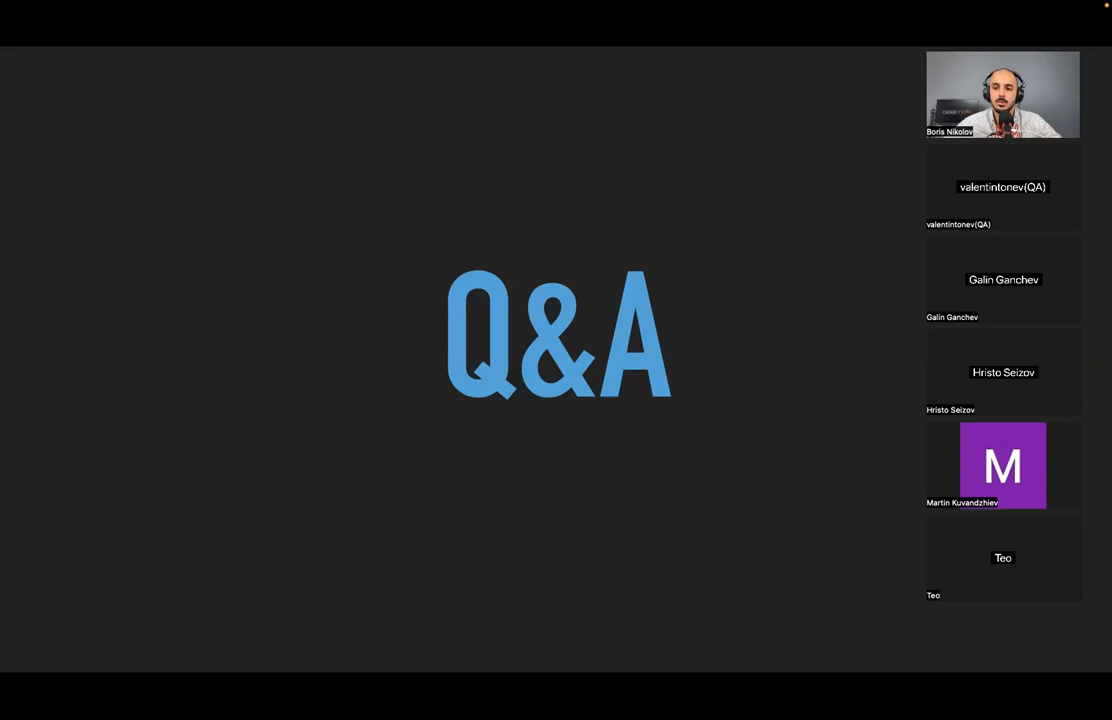 Q&A
Boris Nikolov
valentintonev(QA)
valentintonev(QA)
Galin Ganchev
Galin Ganchev
Hristo Seizov
Hristo Seizov
M
Martin Kuvandzhiev
Teo
Teo